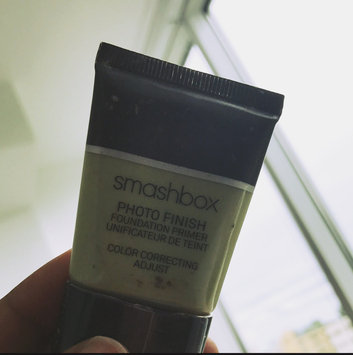 smashbox
PHOTO FINISH
FOUNDATION PRIMER
UNIFICATEUR DE TEINT
COLOR CORRECTING
ADJUST